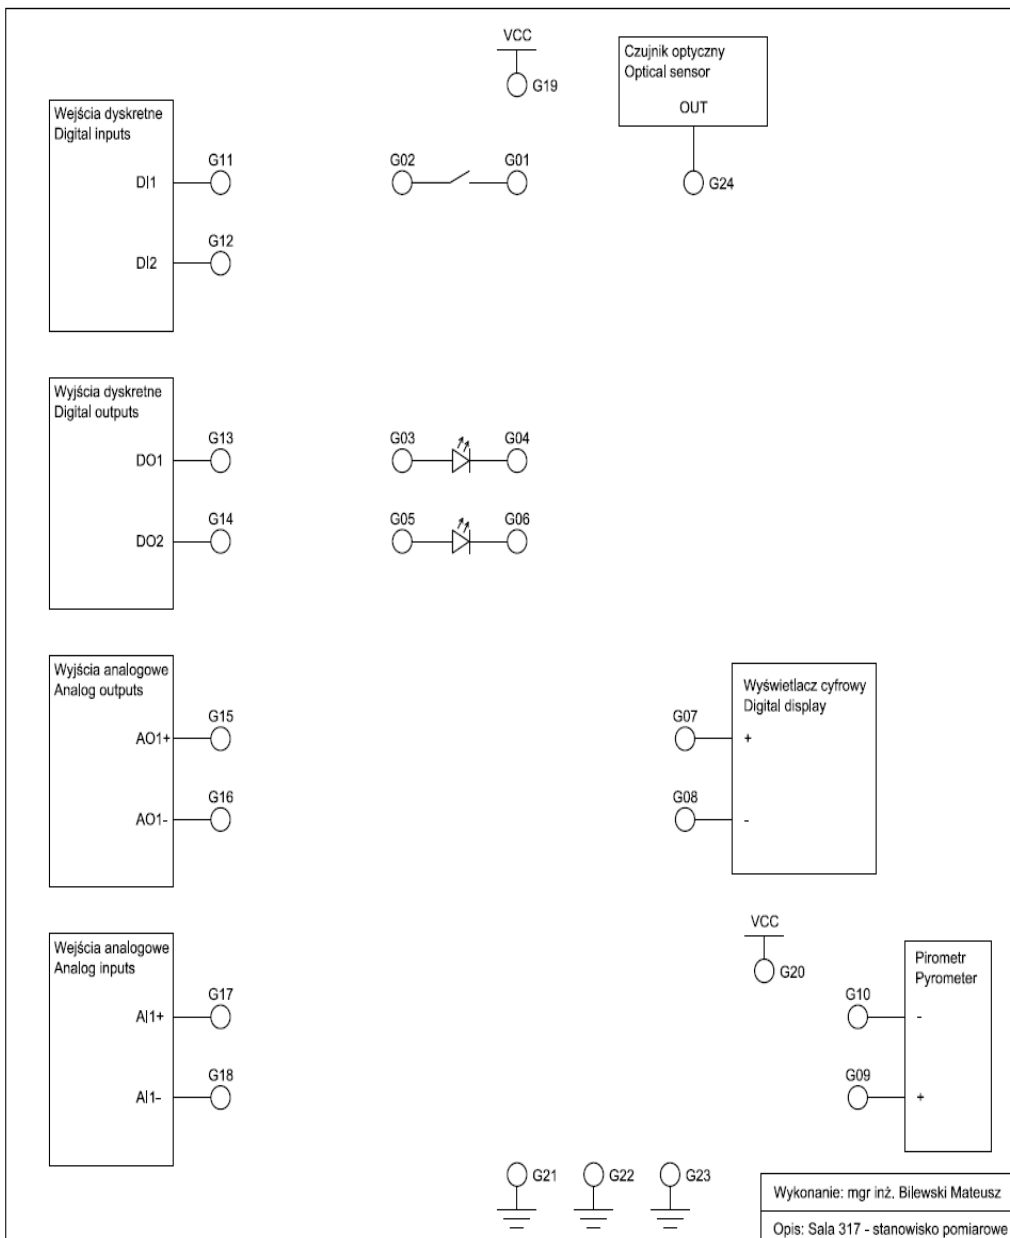 VCC
G19
Czujnik optyczny
Optical sensor
OUT
G24
Wejścia dyskretne
Digital inputs
DI1
G11
DI2
G12
G02
G01
Wyjścia dyskretne
Digital outputs
DO1
G13
DO2
G14
G03
G04
G05
G06
Wyjścia analogowe
Analog outputs
AO1+
G15
AO1-
G16
Wyświetlacz cyfrowy
Digital display
G07
+
G08
-
Wejścia analogowe
Analog inputs
AI1+
G17
AI1-
G18
VCC
G20
Pirometr
Pyrometer
G10
-
G09
+
G21
G22
G23
Wykonanie: mgr inż. Bilewski Mateusz
Opis: Sala 317 - stanowisko pomiarowe